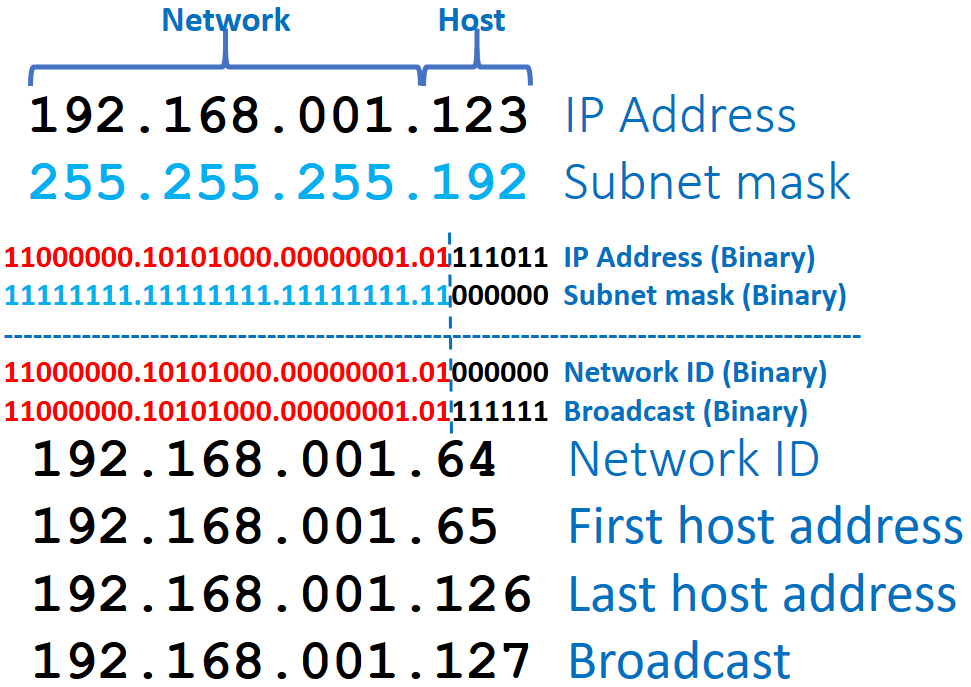 Network Host
192.168.001.123 IP Address
255.255.255.192 Subnet mask
11000000.10101000.00000001.01111011 IP Address (Binary)
11111111.11111111.11111111.11000000 Subnet mask (Binary)
11000000.10101000.00000001.01000000 Network ID (Binary)
11000000.10101000.00000001.01111111 Broadcast (Binary)
192.168.001.64 Network ID
192.168.001.65 First host address
192.168.001.126 Last host address
192.168.001.127 Broadcast